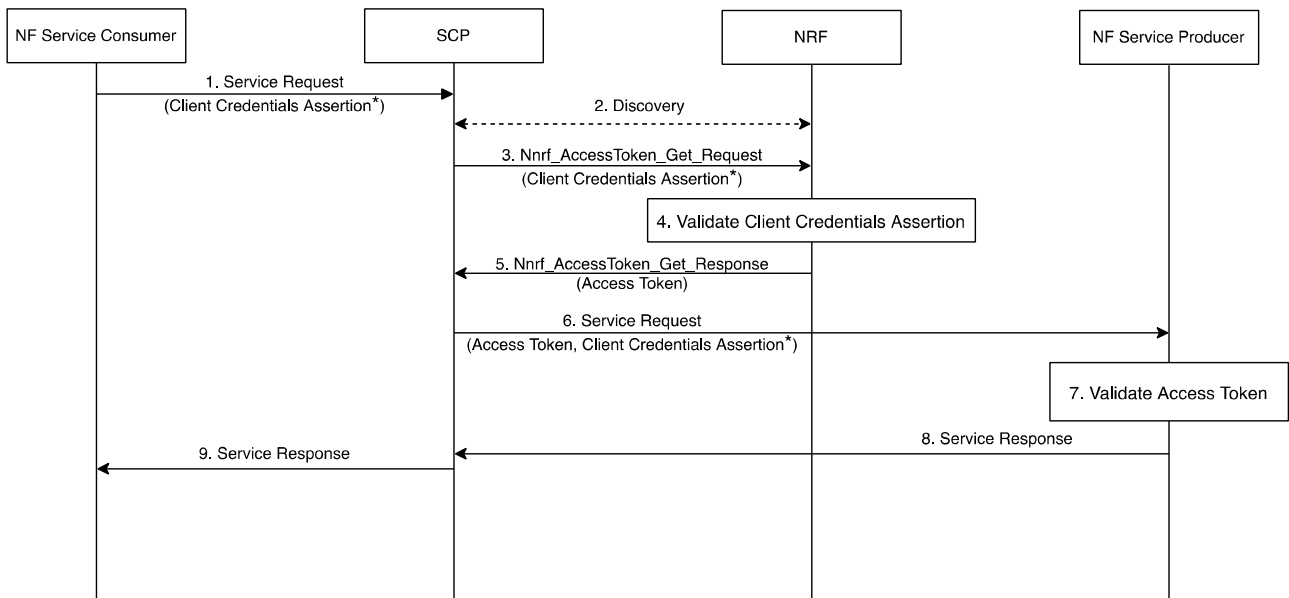 NF Service Consumer
SCP
NRF
NF Service Producer
1. Service Request
(Client Credentials Assertion*)
2. Discovery
3. Nnrf_AccessToken_Get_Request
(Client Credentials Assertion*)
4. Validate Client Credentials Assertion
5. Nnrf_AccessToken_Get_Response
(Access Token)
6. Service Request
(Access Token, Client Credentials Assertion*)
7. Validate Access Token
8. Service Response
9. Service Response